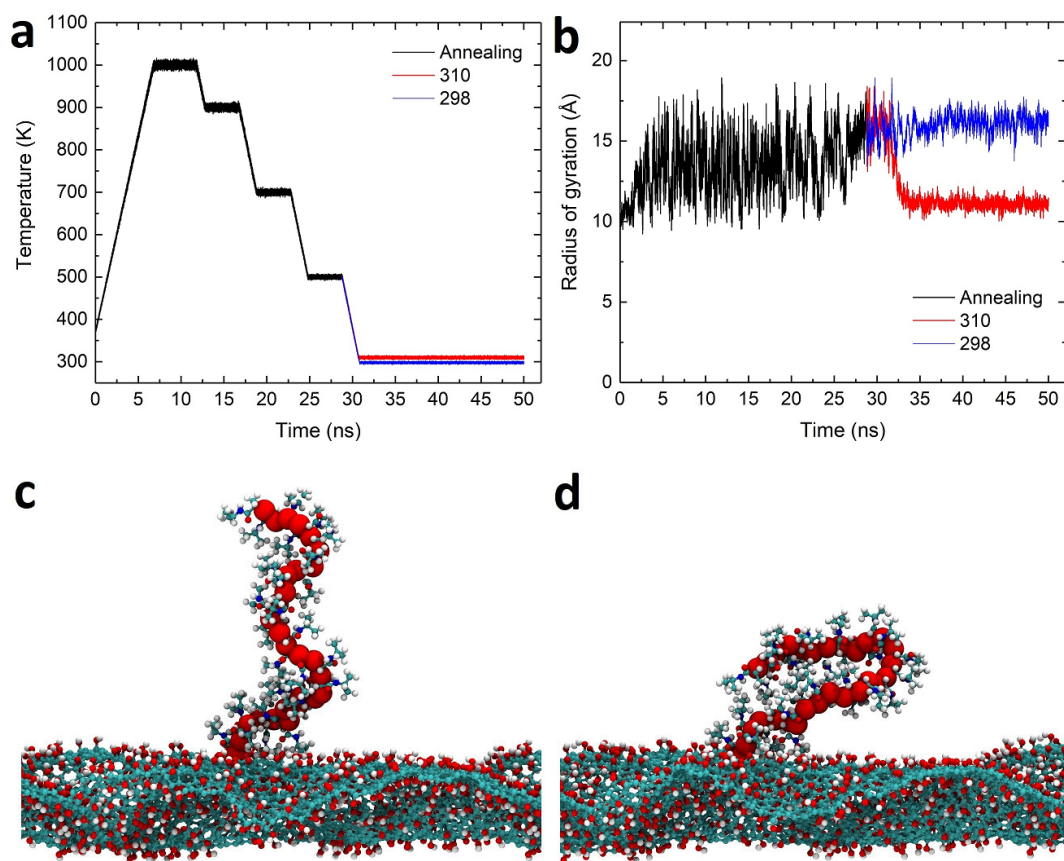 a
Annealing
310
298
1000
900
800
700
600
500
400
300
Temperature (K)
0 5 10 15 20 25 30 35 40 45 50
Time (ns)
b
20
15
10
5
0
Radius of gyration (Å)
Annealing
310
298
0 5 10 15 20 25 30 35 40 45 50
Time (ns)
c
d